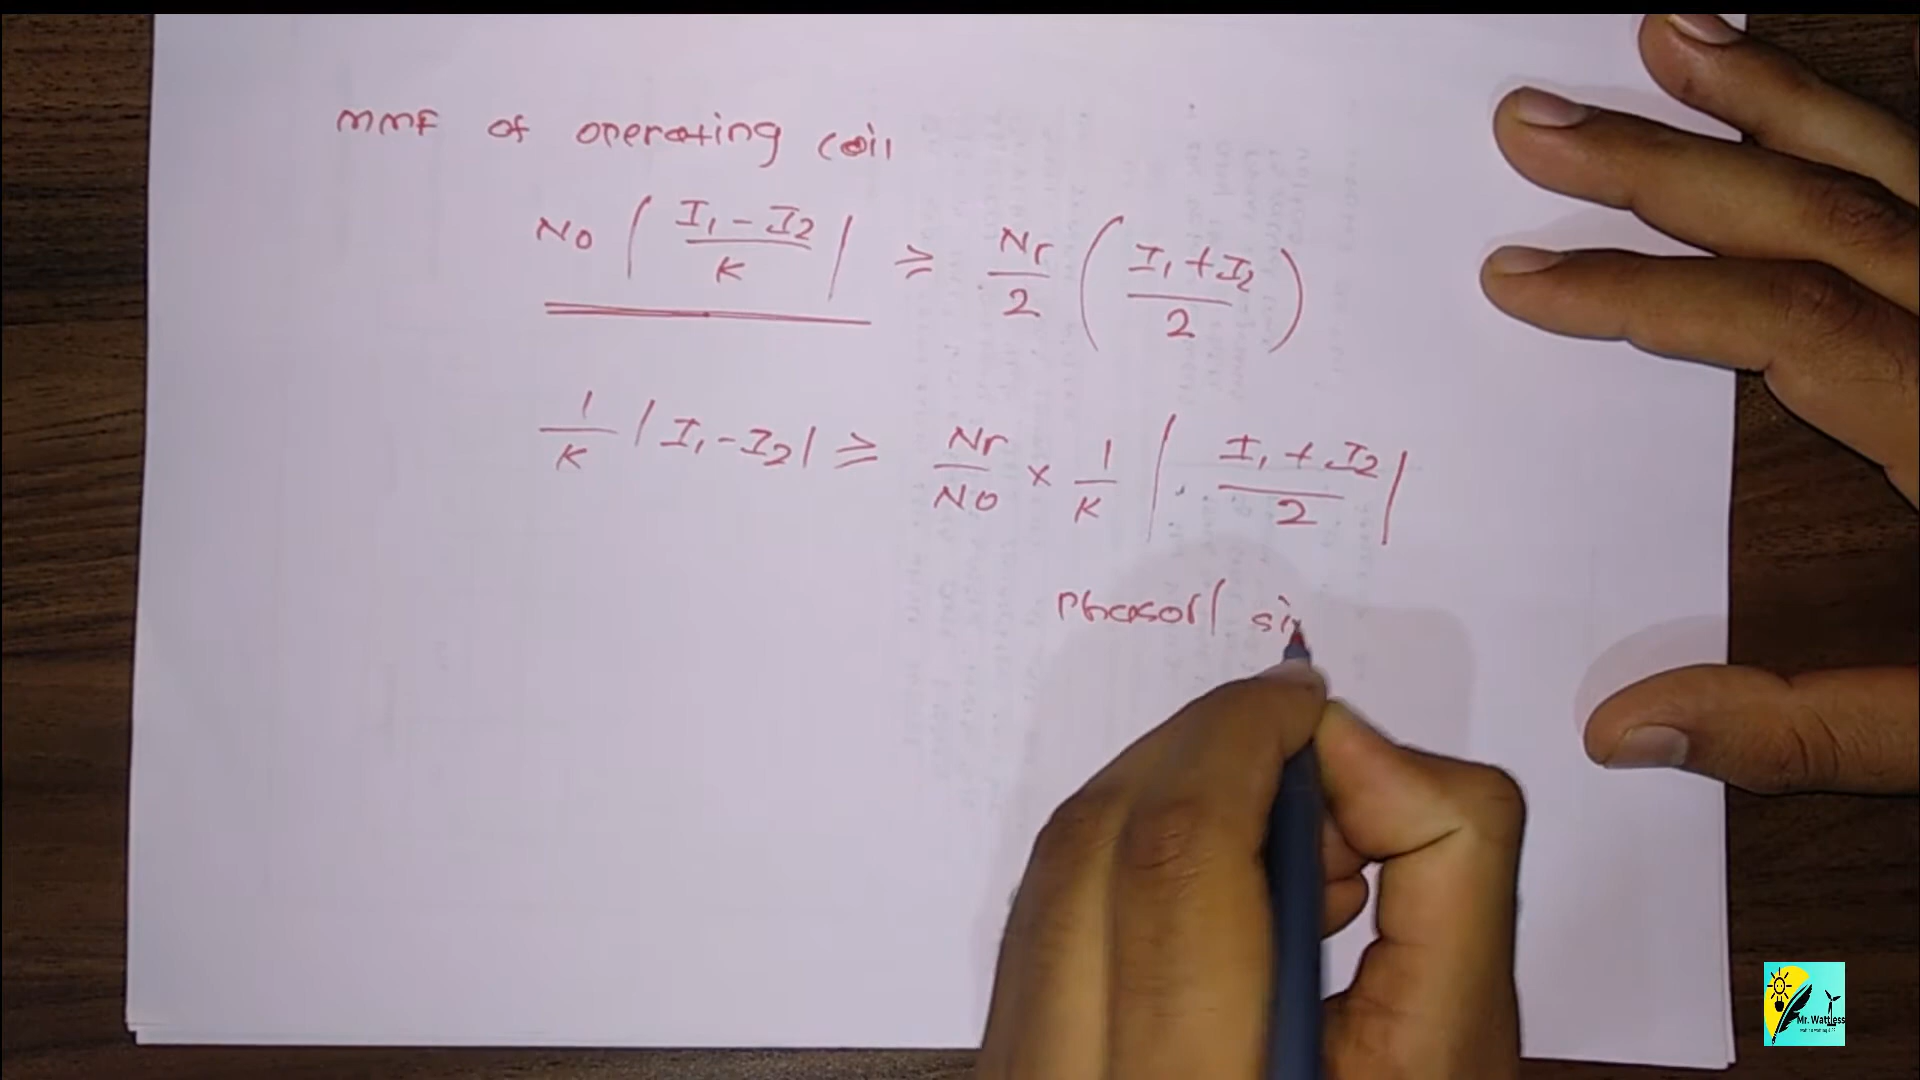 MMF of operating coil
No | I1 - I2 / K | ≥ Nr / 2 ( I1 + I2 / 2 )
1 / K | I1 - I2 | ≥ Nr / No × 1 / K | I1 + I2 / 2 |
Phasor / si
Mr. Wattless